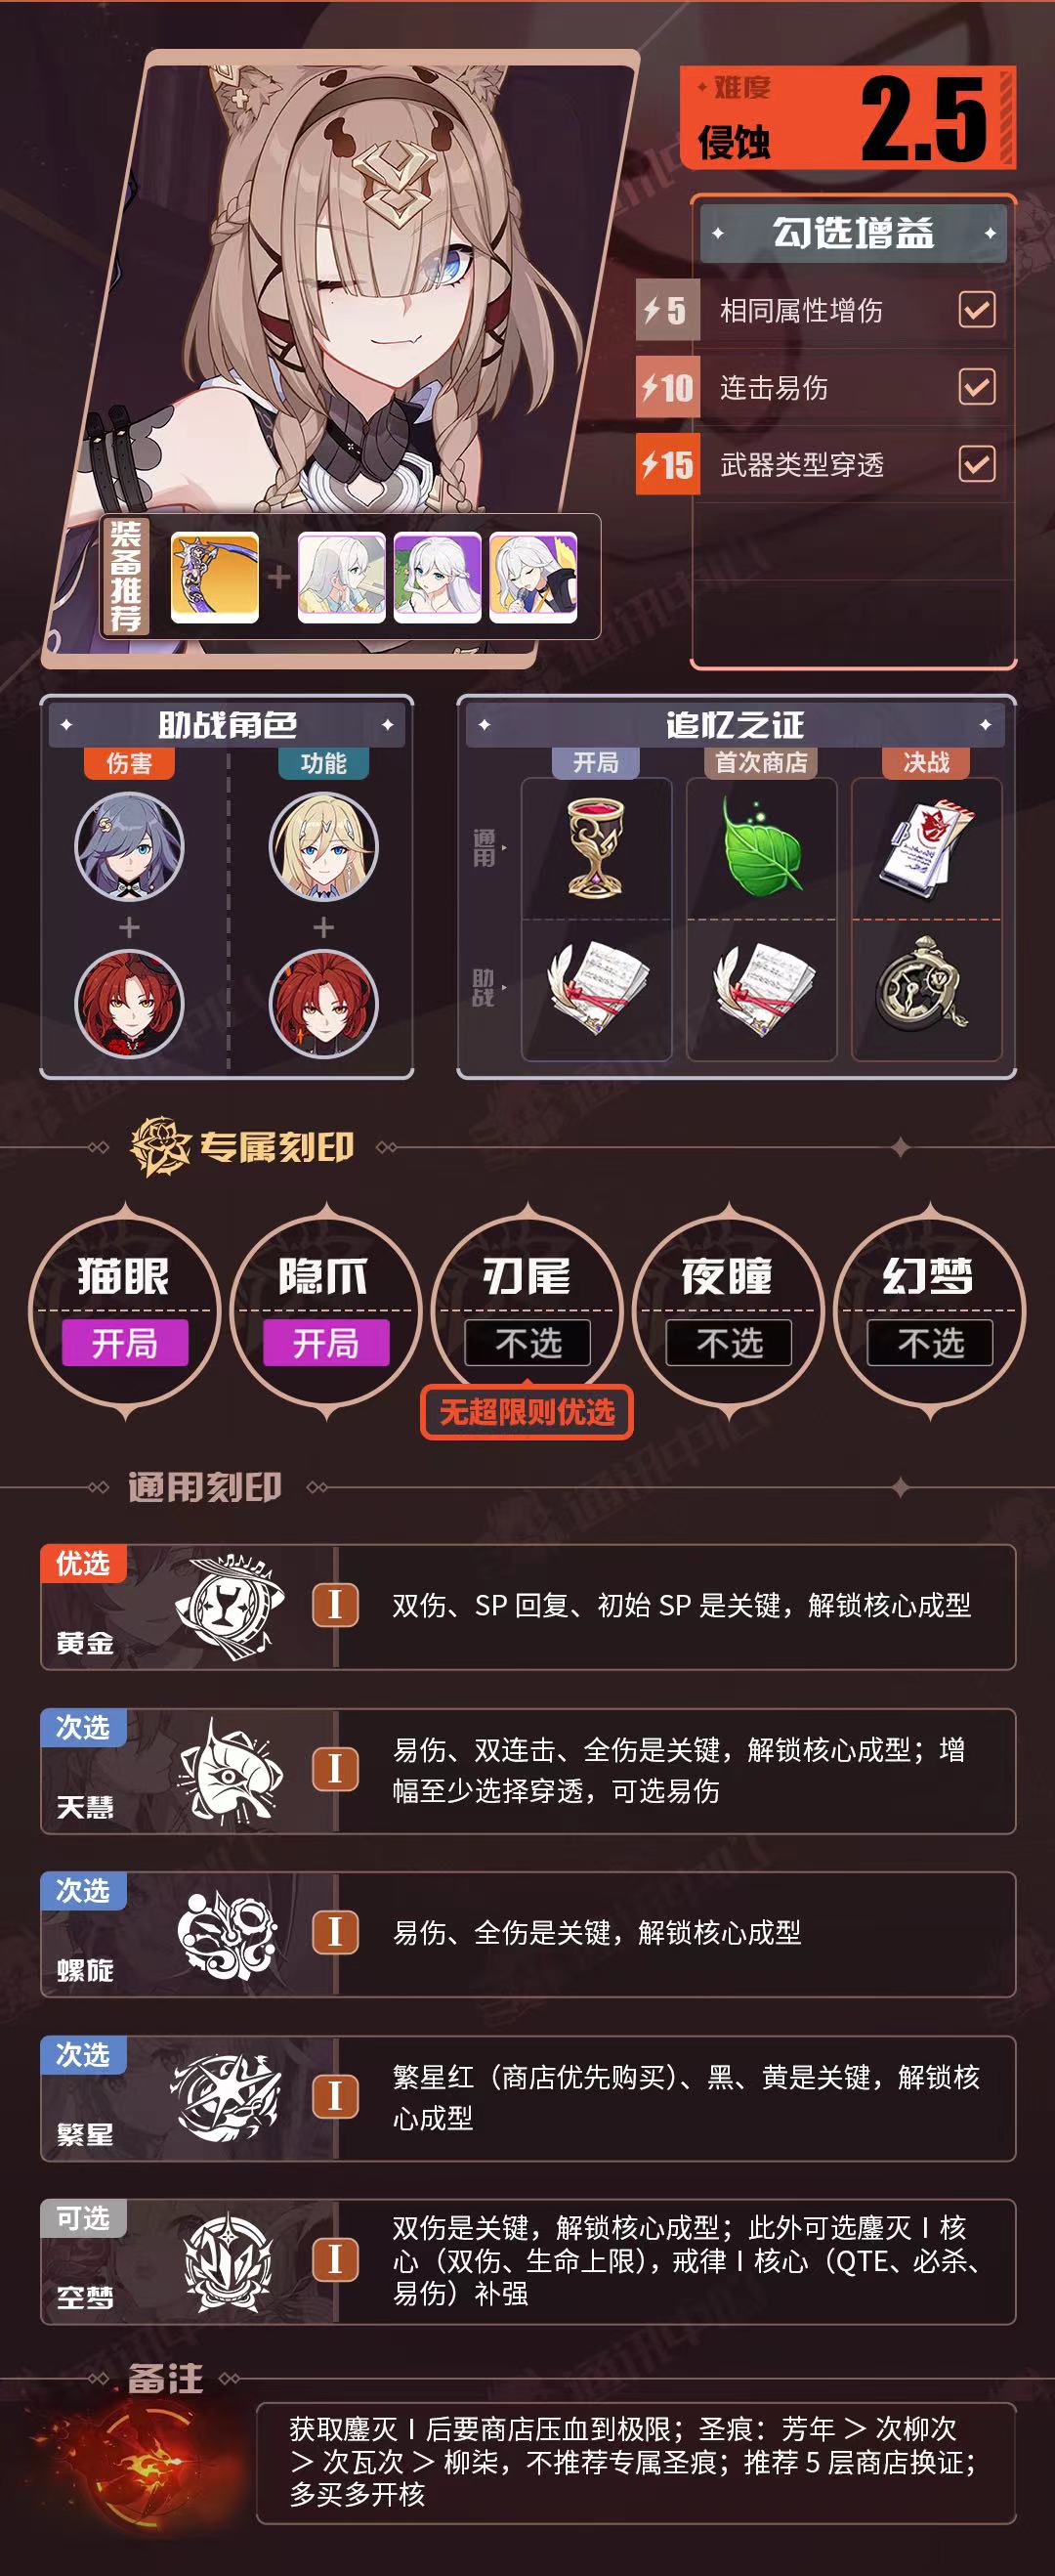 难度
侵蚀
2.5
勾选增益
5 相同属性增伤
10 连击易伤
15 武器类型穿透
装备推荐
助战角色
伤害
功能
追忆之证
开局
首次商店
决战
通用
助战
专属刻印
猫眼
开局
隐爪
开局
刃尾
不选
夜瞳
不选
幻梦
不选
无超限则优选
通用刻印
优选
黄金
I
双伤、SP 回复、初始 SP 是关键，解锁核心成型
次选
天慧
I
易伤、双连击、全伤是关键，解锁核心成型；增
幅至少选择穿透，可选易伤
次选
螺旋
I
易伤、全伤是关键，解锁核心成型
次选
繁星
I
繁星红（商店优先购买）、黑、黄是关键，解锁核
心成型
可选
空梦
I
双伤是关键，解锁核心成型；此外可选鏖灭 I 核
心（双伤、生命上限），戒律 I 核心（QTE、必杀、
易伤）补强
备注
获取鏖灭 I 后要商店压血到极限；圣痕：芳年 > 次柳次
> 次瓦次 > 柳柒，不推荐专属圣痕；推荐 5 层商店换证；
多买多开核